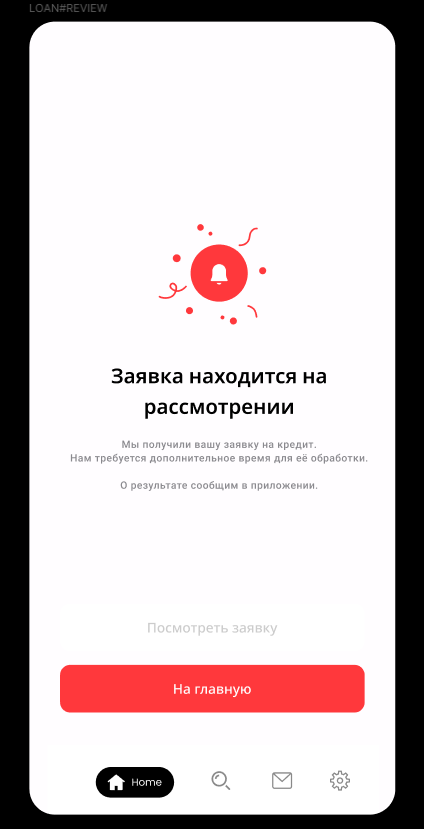 LOAN#REVIEW
Заявка находится на
рассмотрении
Мы получили вашу заявку на кредит.
Нам требуется дополнительное время для её обработки.
О результате сообщим в приложении.
Посмотреть заявку
На главную
Home